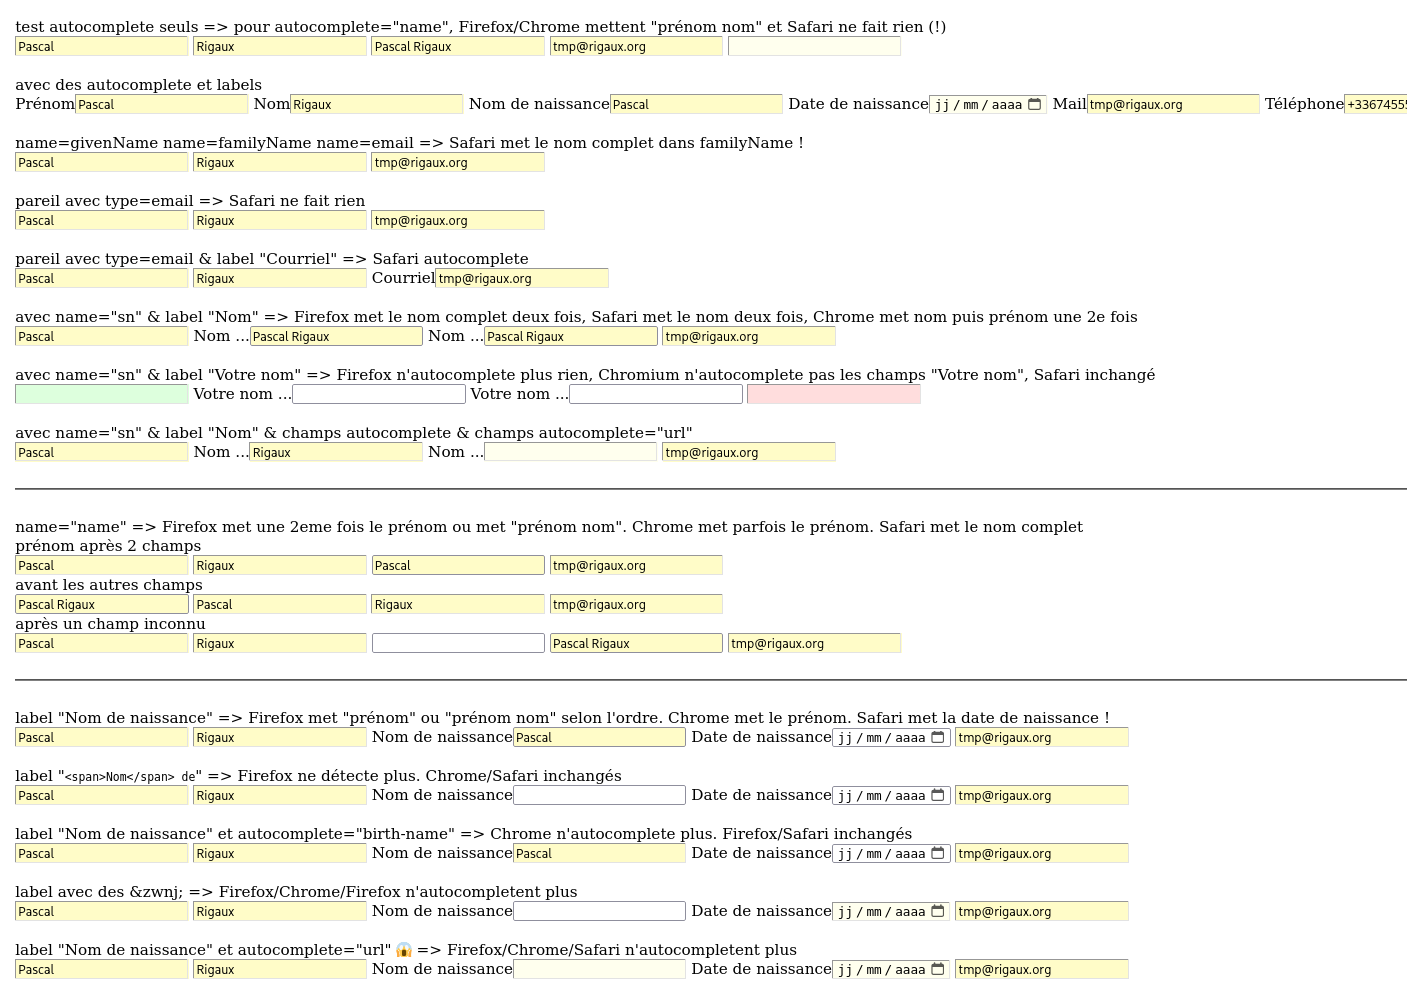 test autocomplete seuls => pour autocomplete="name", Firefox/Chrome mettent "prénom nom" et Safari ne fait rien (!)
Pascal Rigaux Pascal Rigaux tmp@rigaux.org
avec des autocomplete et labels
Prénom Pascal Nom Rigaux Nom de naissance Pascal Date de naissance jj/mm/aaaa Mail tmp@rigaux.org Téléphone
name=givenName name=familyName name=email => Safari met le nom complet dans familyName !
Pascal Rigaux tmp@rigaux.org
pareil avec type=email => Safari ne fait rien
Pascal Rigaux tmp@rigaux.org
pareil avec type=email & label "Courriel" => Safari autocomplete
Pascal Rigaux Courriel tmp@rigaux.org
avec name="sn" & label "Nom" => Firefox met le nom complet deux fois, Safari met le nom deux fois, Chrome met nom puis prénom une 2e fois
Pascal Nom ... Pascal Rigaux Nom ... Pascal Rigaux tmp@rigaux.org
avec name="sn" & label "Votre nom" => Firefox n'autocomplete plus rien, Chromium n'autocomplete pas les champs "Votre nom", Safari inchangé
Votre nom ... Votre nom ...
avec name="sn" & label "Nom" & champs autocomplete & champs autocomplete="url"
Pascal Nom ... Rigaux Nom ... tmp@rigaux.org
name="name" => Firefox met une 2eme fois le prénom ou met "prénom nom". Chrome met parfois le prénom. Safari met le nom complet
prénom après 2 champs
Pascal Rigaux Pascal tmp@rigaux.org
avant les autres champs
Pascal Rigaux Pascal Rigaux tmp@rigaux.org
après un champ inconnu
Pascal Rigaux Pascal Rigaux tmp@rigaux.org
label "Nom de naissance" => Firefox met "prénom" ou "prénom nom" selon l'ordre. Chrome met le prénom. Safari met la date de naissance !
Pascal Rigaux Nom de naissance Pascal Date de naissance jj/mm/aaaa tmp@rigaux.org
label "<span>Nom</span> de" => Firefox ne détecte plus. Chrome/Safari inchangés
Pascal Rigaux Nom de naissance Date de naissance jj/mm/aaaa tmp@rigaux.org
label "Nom de naissance" et autocomplete="birth-name" => Chrome n'autocomplete plus. Firefox/Safari inchangés
Pascal Rigaux Nom de naissance Pascal Date de naissance jj/mm/aaaa tmp@rigaux.org
label avec des &zwnj; => Firefox/Chrome/Firefox n'autocompletent plus
Pascal Rigaux Nom de naissance Date de naissance jj/mm/aaaa tmp@rigaux.org
label "Nom de naissance" et autocomplete="url" 😱 => Firefox/Chrome/Safari n'autocompletent plus
Pascal Rigaux Nom de naissance Date de naissance jj/mm/aaaa tmp@rigaux.org